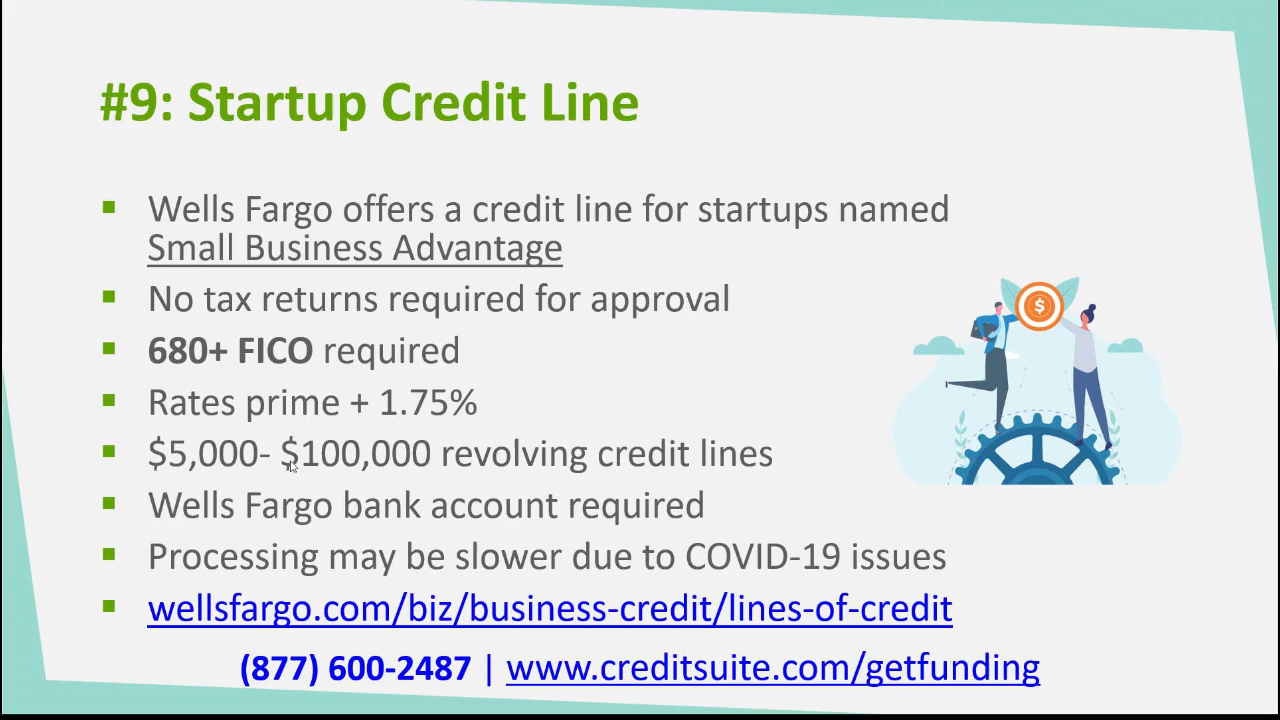 #9: Startup Credit Line
▪ Wells Fargo offers a credit line for startups named
Small Business Advantage
▪ No tax returns required for approval
▪ 680+ FICO required
▪ Rates prime + 1.75%
▪ $5,000- $100,000 revolving credit lines
▪ Wells Fargo bank account required
▪ Processing may be slower due to COVID-19 issues
▪ wellsfargo.com/biz/business-credit/lines-of-credit
(877) 600-2487 | www.creditsuite.com/getfunding
$